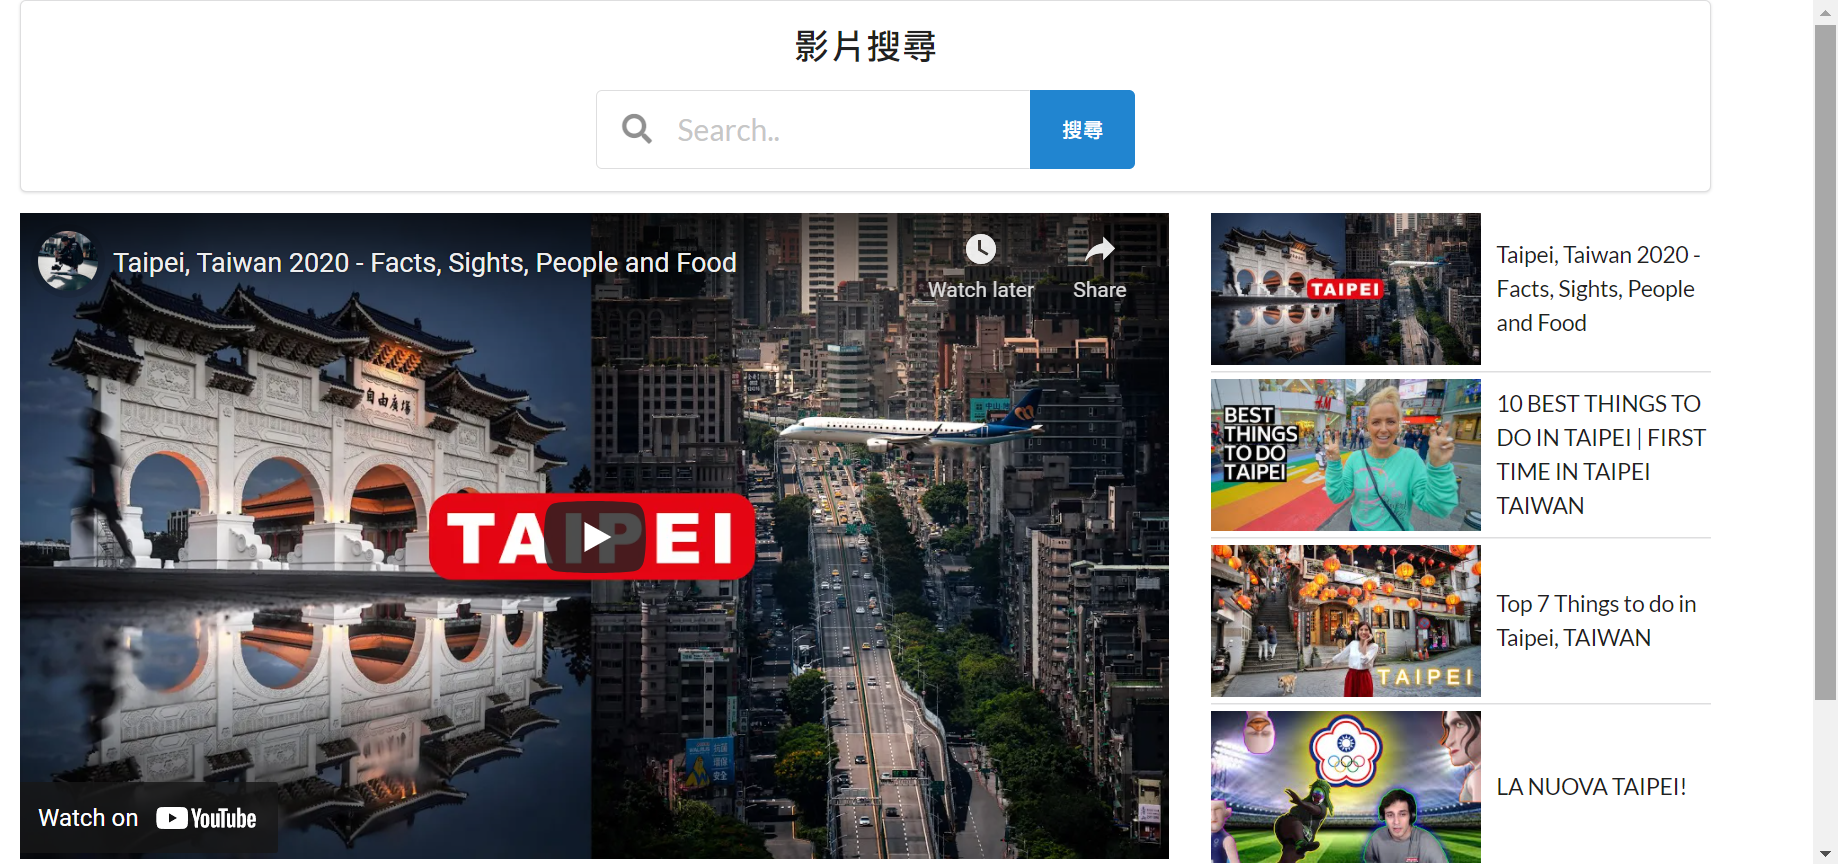 影片搜尋
Search..
搜尋
Taipei, Taiwan 2020 - Facts, Sights, People and Food
Watch later
Share
自由廣場
中山
TAIPEI
Watch on YouTube
TAIPEI
Taipei, Taiwan 2020 -
Facts, Sights, People
and Food
BEST
THINGS
TO DO
TAIPEI
H&M
10 BEST THINGS TO
DO IN TAIPEI | FIRST
TIME IN TAIPEI
TAIWAN
TAIPEI
Top 7 Things to do in
Taipei, TAIWAN
LA NUOVA TAIPEI!